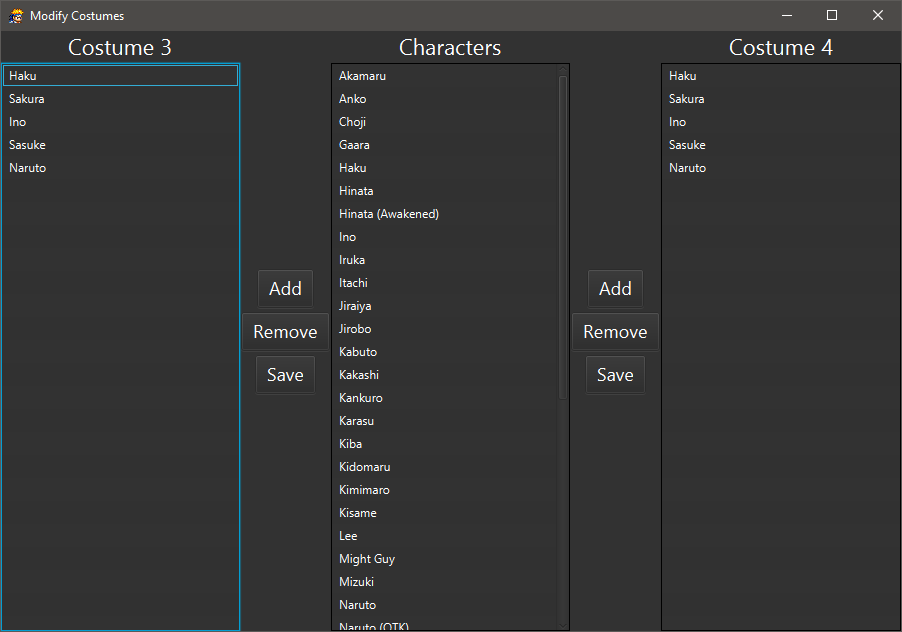 Modify Costumes
Costume 3
Haku
Sakura
Ino
Sasuke
Naruto
Add
Remove
Save
Characters
Akamaru
Anko
Choji
Gaara
Haku
Hinata
Hinata (Awakened)
Ino
Iruka
Itachi
Jiraiya
Jirobo
Kabuto
Kakashi
Kankuro
Karasu
Kiba
Kidomaru
Kimimaro
Kisame
Lee
Might Guy
Mizuki
Naruto
Naruto (OTK)
Add
Remove
Save
Costume 4
Haku
Sakura
Ino
Sasuke
Naruto